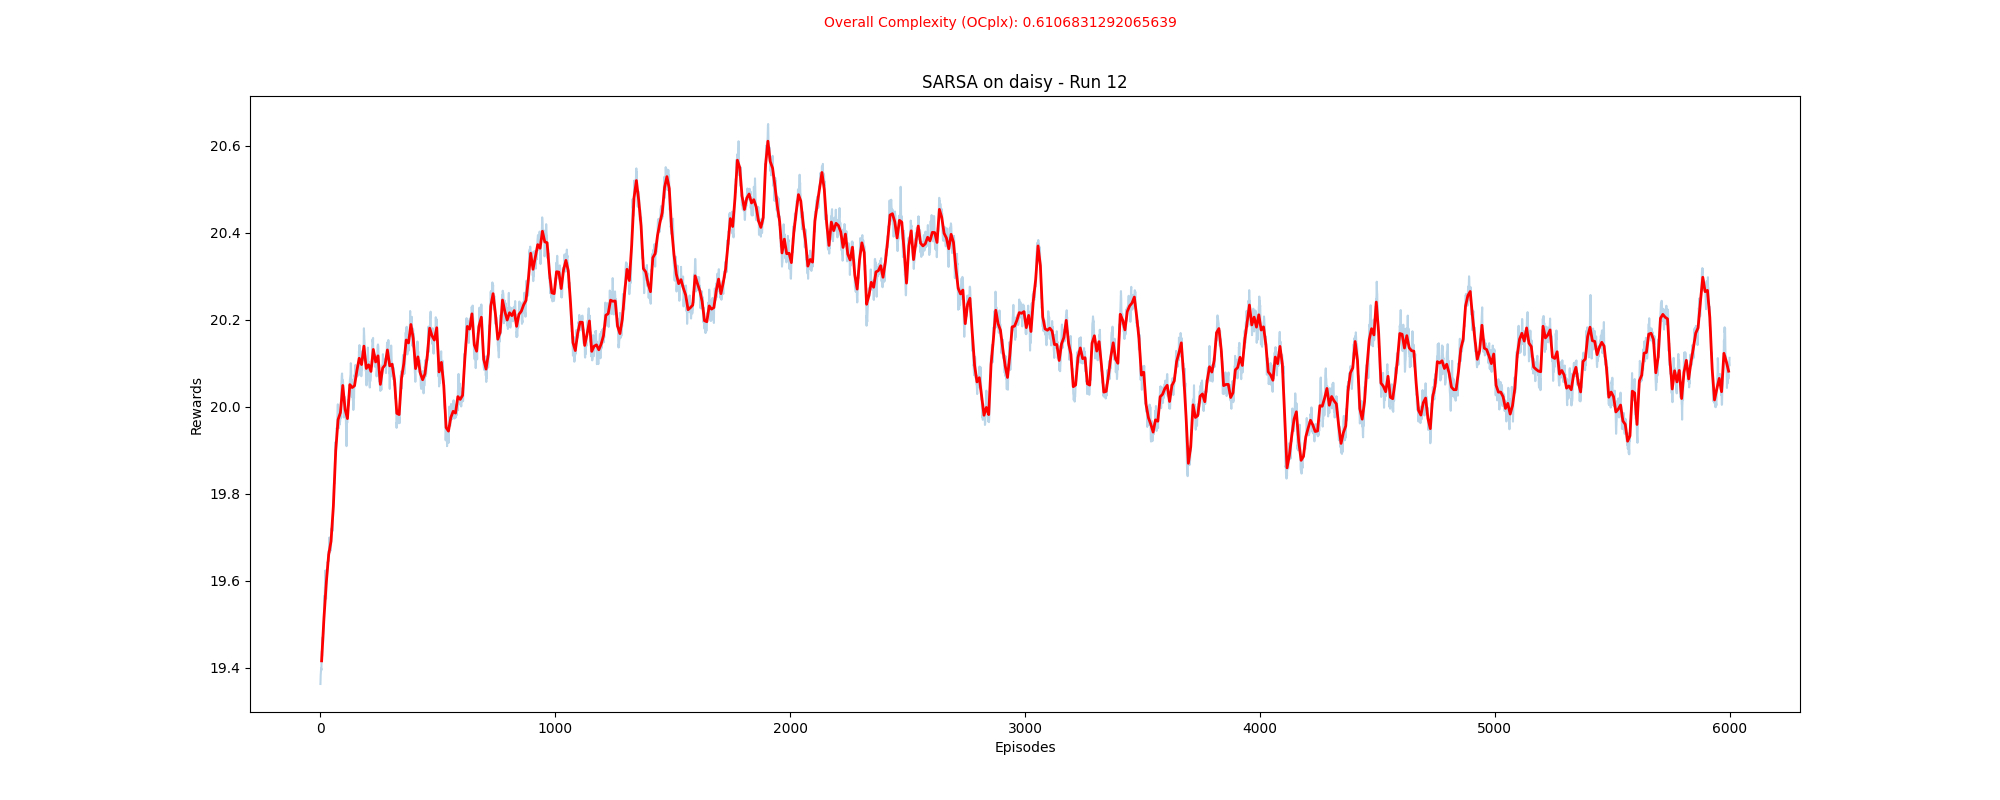 Overall Complexity (OCplx): 0.6106831292065639
SARSA on daisy - Run 12
20.6
20.4
20.2
20.0
19.8
19.6
19.4
Rewards
0 1000 2000 3000 4000 5000 6000
Episodes